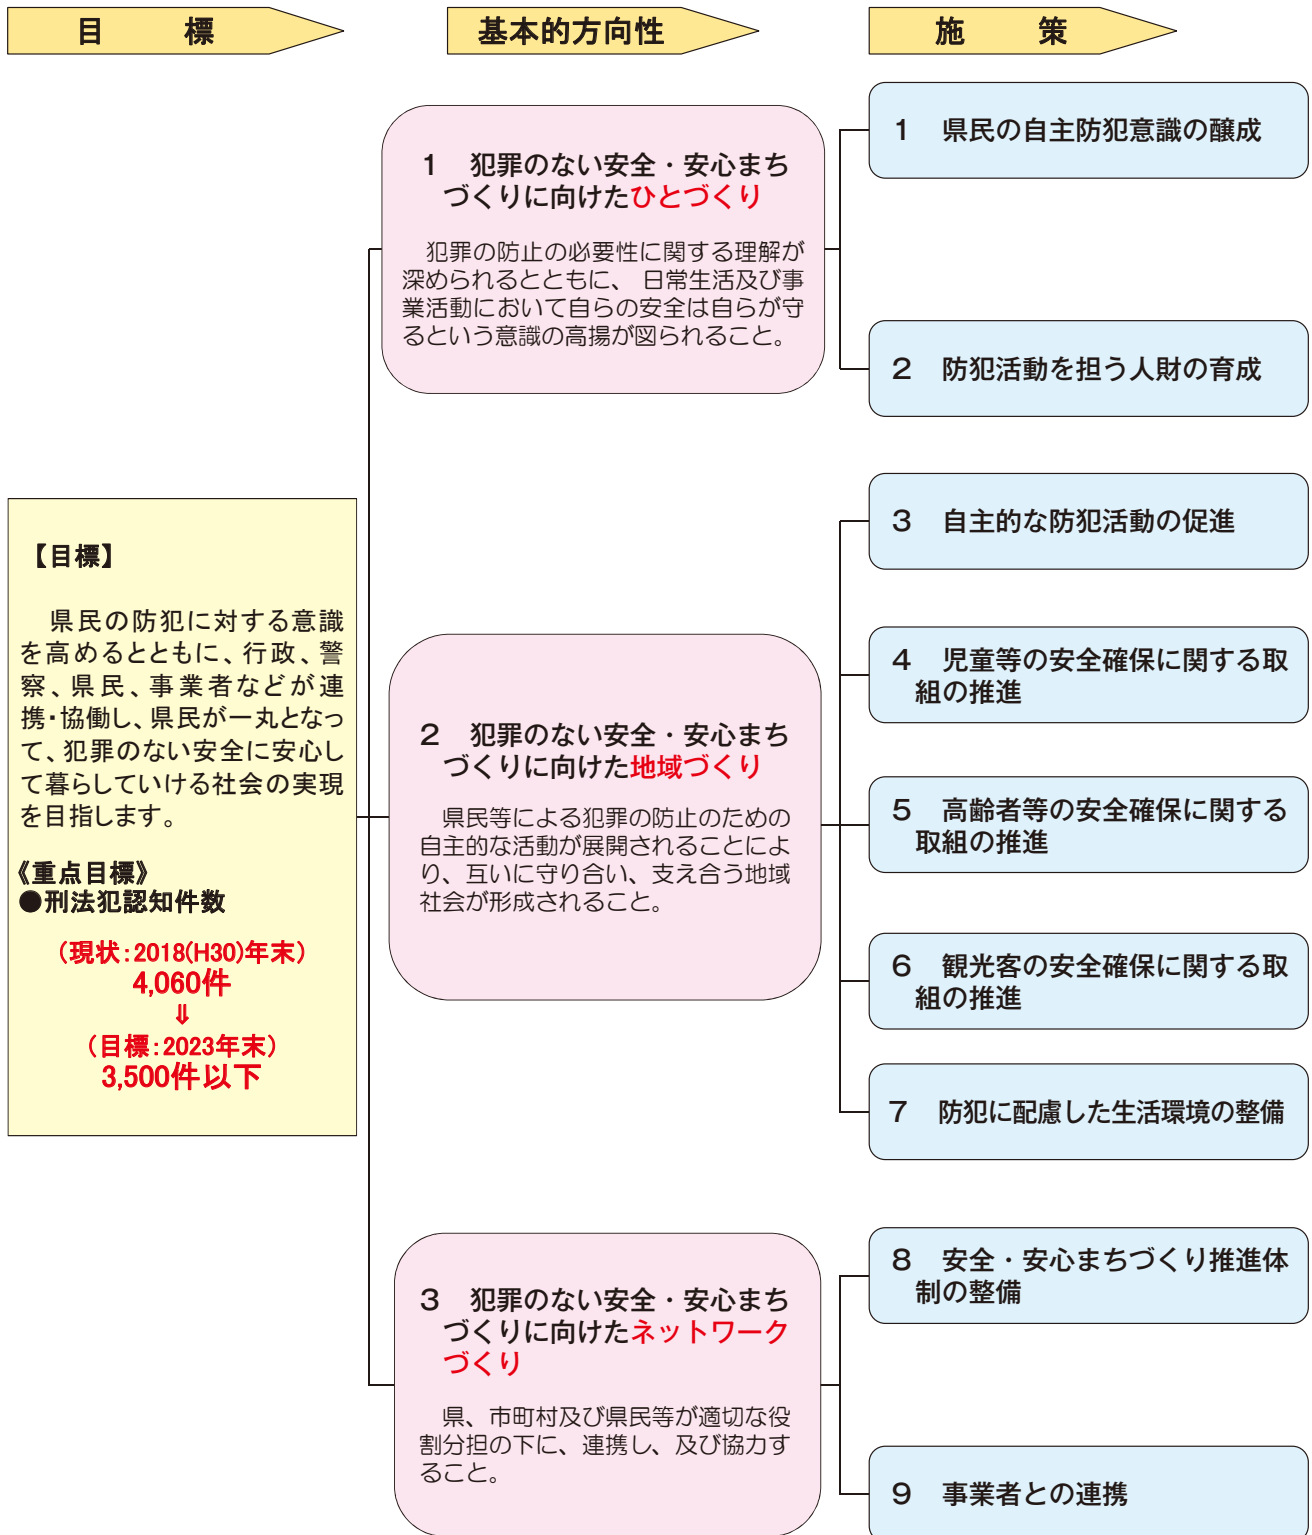 目　標
基本的方向性
施　策
【目標】
県民の防犯に対する意識
を高めるとともに、行政、警
察、県民、事業者などが連
携・協働し、県民が一丸となっ
て、犯罪のない安全に安心し
て暮らしていける社会の実現
を目指します。
《重点目標》
●刑法犯認知件数
（現状：2018(H30)年末）
4,060件
⇓
（目標：2023年末）
3,500件以下
1　犯罪のない安全・安心まち
づくりに向けたひとづくり
犯罪の防止の必要性に関する理解が
深められるとともに、 日常生活及び事
業活動において自らの安全は自らが守
るという意識の高揚が図られること。
2　犯罪のない安全・安心まち
づくりに向けた地域づくり
県民等による犯罪の防止のための
自主的な活動が展開されることによ
り、互いに守り合い、支え合う地域
社会が形成されること。
3　犯罪のない安全・安心まち
づくりに向けたネットワーク
づくり
県、市町村及び県民等が適切な役
割分担の下に、連携し、及び協力す
ること。
1　県民の自主防犯意識の醸成
2　防犯活動を担う人財の育成
3　自主的な防犯活動の促進
4　児童等の安全確保に関する取
組の推進
5　高齢者等の安全確保に関する
取組の推進
6　観光客の安全確保に関する取
組の推進
7　防犯に配慮した生活環境の整備
8　安全・安心まちづくり推進体
制の整備
9　事業者との連携